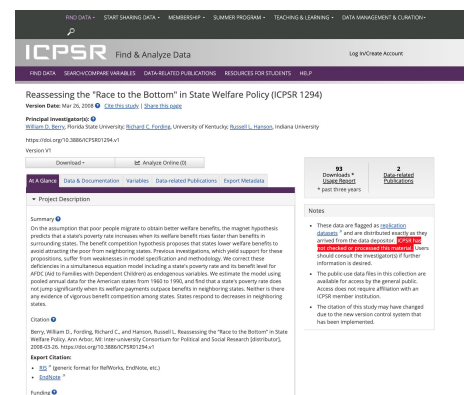 FIND DATA START SHARING DATA MEMBERSHIP SUMMER PROGRAM TEACHING & LEARNING DATA MANAGEMENT & CURATION
ICPSR Find & Analyze Data Log In/Create Account
FIND DATA SEARCH/COMPARE VARIABLES DATA-RELATED PUBLICATIONS RESOURCES FOR STUDENTS HELP
Reassessing the "Race to the Bottom" in State Welfare Policy (ICPSR 1294)
Version Date: Mar 26, 2008 Cite this study | Share this page
Principal Investigator(s):
William D. Berry, Florida State University; Richard C. Fording, University of Kentucky; Russell L. Hanson, Indiana University
https://doi.org/10.3886/ICPSR01294.v1
Version V1
Download Analyze Online (0)
At A Glance Data & Documentation Variables Data-related Publications Export Metadata
Project Description
Summary
On the assumption that poor people migrate to obtain better welfare benefits, the magnet hypothesis
predicts that a state's poverty rate increases when its welfare benefit rises faster than benefits in
surrounding states. The benefit competition hypothesis proposes that states lower welfare benefits to
avoid attracting the poor from neighboring states. Previous investigations, which yield support for these
propositions, suffer from weaknesses in model specification and methodology. We correct these
deficiencies in a simultaneous equation model including a state's poverty rate and its benefit level for
AFDC (Aid to Families with Dependent Children) as endogenous variables. We estimate the model using
pooled annual data for the American states from 1960 to 1990, and find that a state's poverty rate does
not jump significantly when its welfare payments outpace benefits in neighboring states. Neither is there
any evidence of vigorous benefit competition among states. States respond to decreases in neighboring
states.
Citation
Berry, William D., Fording, Richard C., and Hanson, Russell L. Reassessing the "Race to the Bottom" in State
Welfare Policy. Ann Arbor, MI: Inter-university Consortium for Political and Social Research [distributor],
2008-03-26. https://doi.org/10.3886/ICPSR01294.v1
Export Citation:
RIS (generic format for RefWorks, EndNote, etc.)
EndNote
Funding
93 2
Downloads * Data-related
Usage Report Publications
* past three years
Notes
These data are flagged as replication
datasets and are distributed exactly as they
arrived from the data depositor. ICPSR has
not checked or processed this material. Users
should consult the investigator(s) if further
information is desired.
The public-use data files in this collection are
available for access by the general public.
Access does not require affiliation with an
ICPSR member institution.
The citation of this study may have changed
due to the new version control system that
has been implemented.